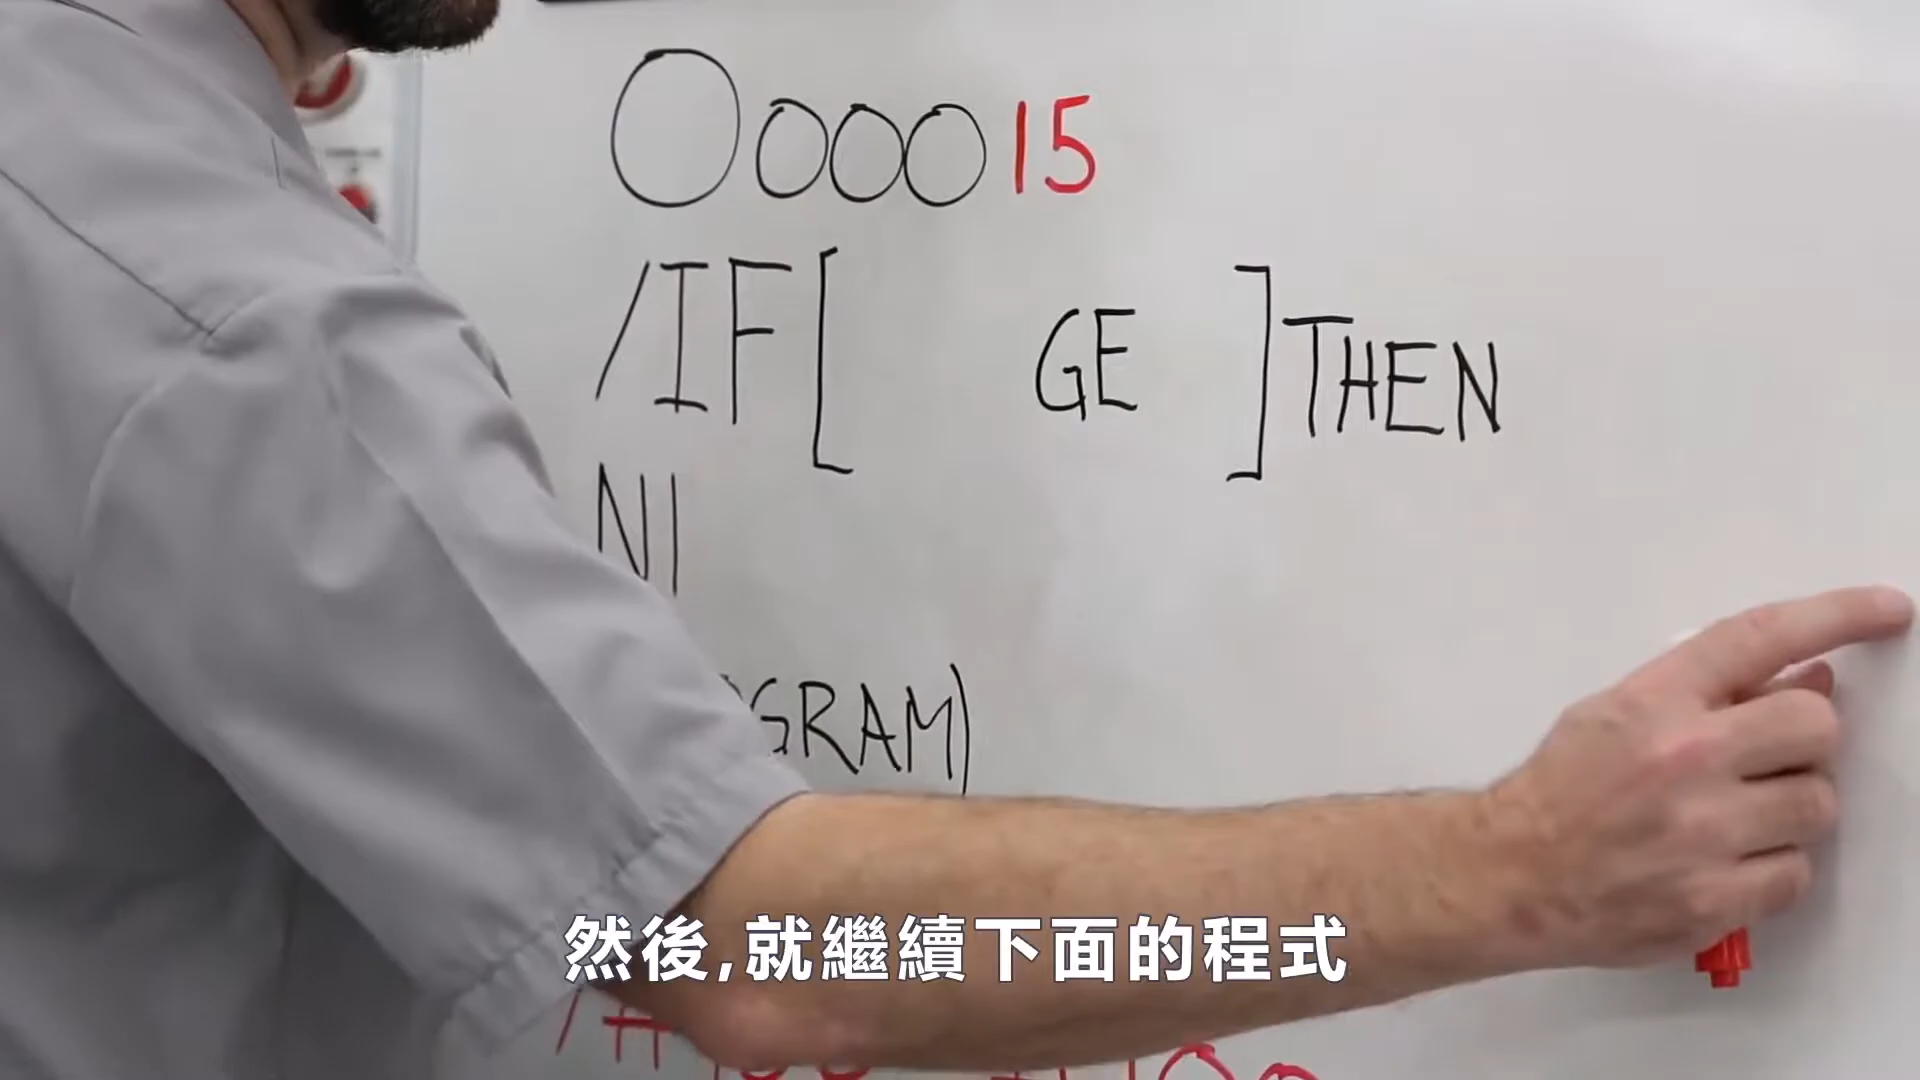 O00015
/IF[ GE ]THEN
N1
GRAM)
然後,就繼續下面的程式